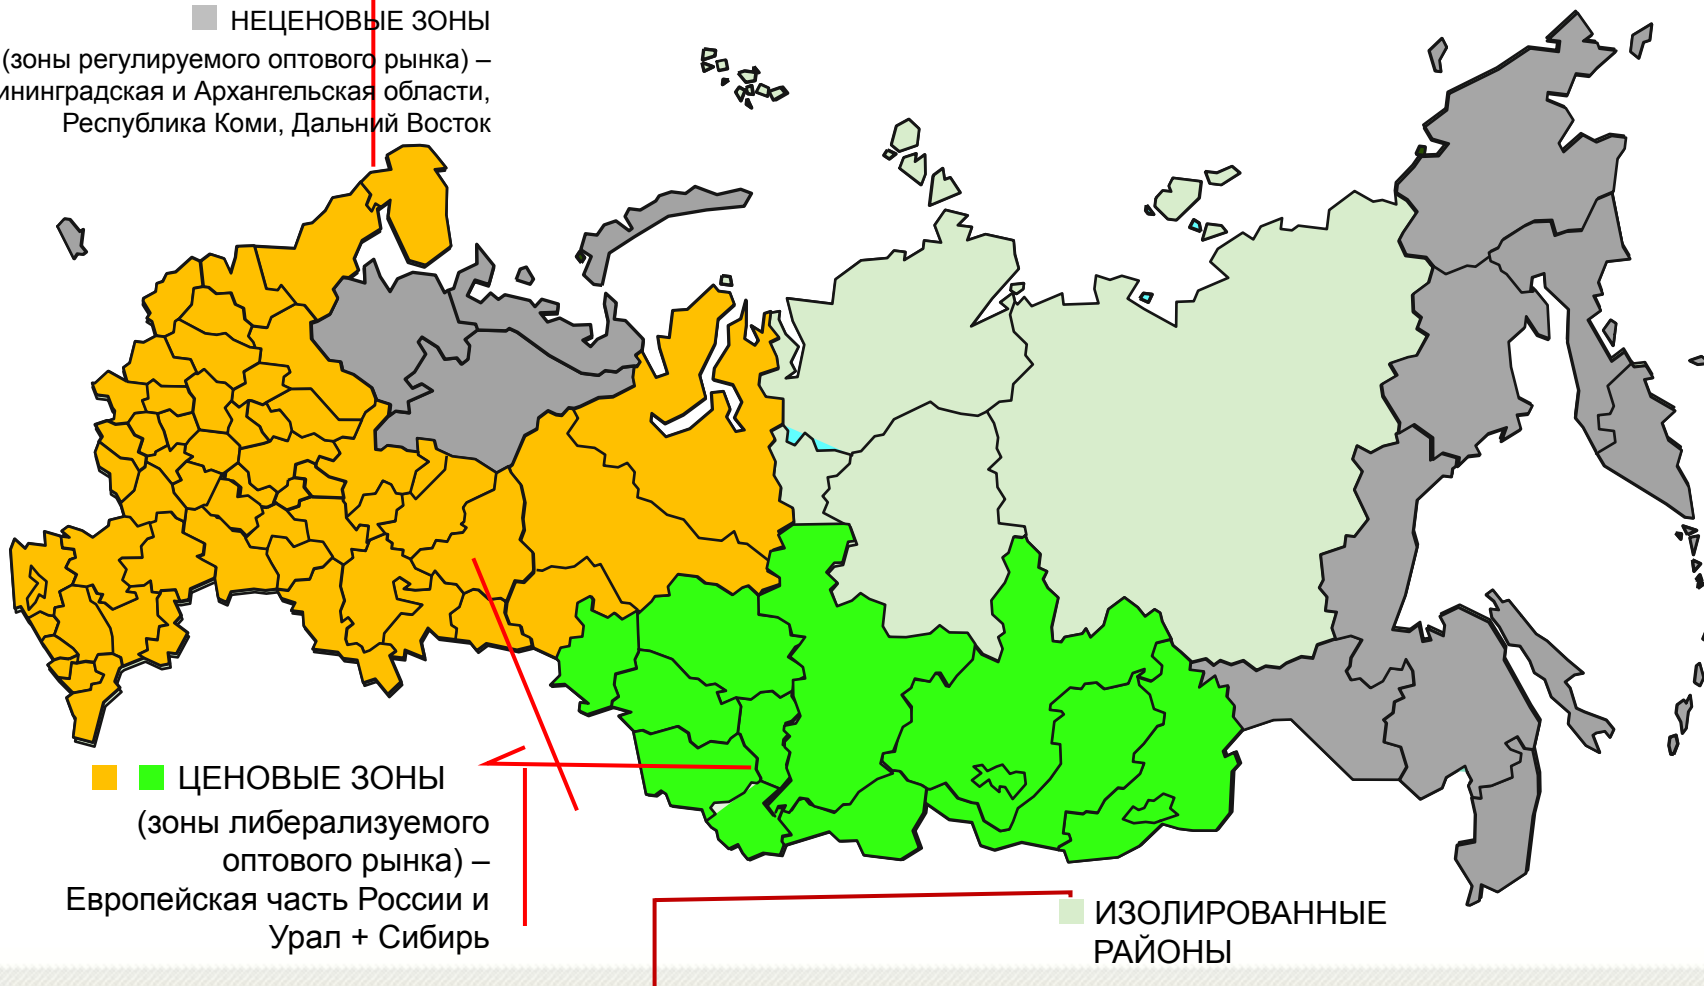 НЕЦЕНОВЫЕ ЗОНЫ
(зоны регулируемого оптового рынка) –
ининградская и Архангельская области,
Республика Коми, Дальний Восток
ЦЕНОВЫЕ ЗОНЫ
(зоны либерализуемого
оптового рынка) –
Европейская часть России и
Урал + Сибирь
ИЗОЛИРОВАННЫЕ
РАЙОНЫ